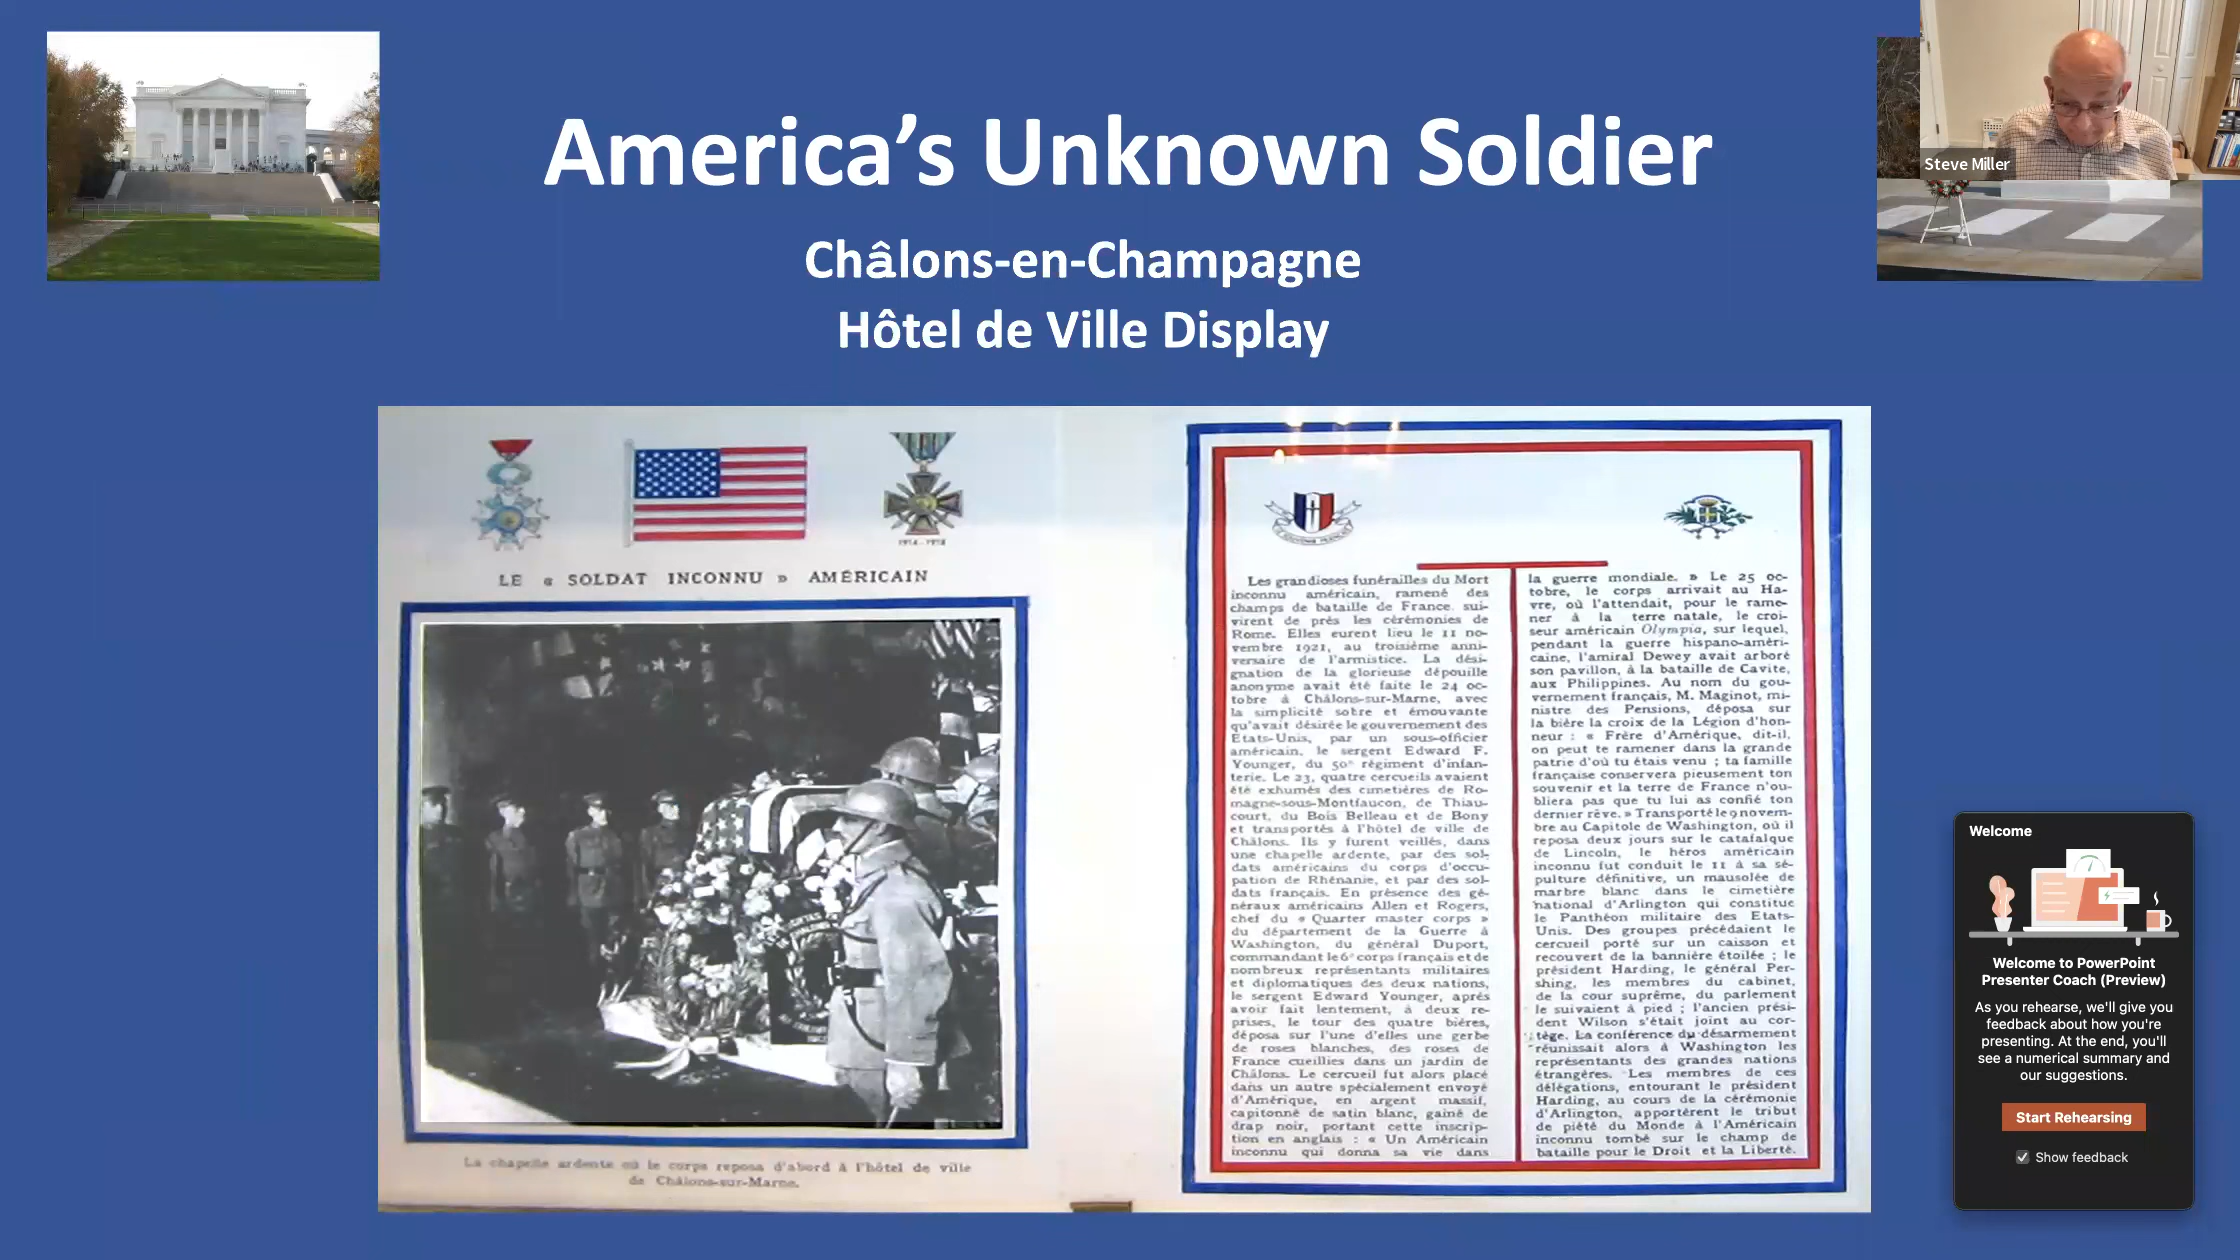 America's Unknown Soldier
Châlons-en-Champagne
Hôtel de Ville Display
Steve Miller
1914-1918
LE « SOLDAT INCONNU » AMÉRICAIN
La chapelle ardente où le corps reposa d'abord à l'hôtel de ville
de Châlons-sur-Marne.
Les grandioses funérailles du Mort
inconnu américain, ramené des
champs de bataille de France, sui-
virent de près les cérémonies de
Rome. Elles eurent lieu le 11 no-
vembre 1921, au troisième anni-
versaire de l'armistice. La dési-
gnation de la glorieuse dépouille
anonyme avait été faite le 24 oc-
tobre à Châlons-sur-Marne, avec
la simplicité sobre et émouvante
qu'avait désirée le gouvernement des
Etats-Unis, par un sous-officier
américain, le sergent Edward F.
Younger, du 50e régiment d'infan-
terie. Le 23, quatre cercueils avaient
été exhumés des cimetières de Ro-
magne-sous-Montfaucon, de Thiau-
court, du Bois Belleau et de Bony
et transportés à l'hôtel de ville de
Châlons. Ils y furent veillés, dans
une chapelle ardente, par des sol-
dats américains du corps d'occu-
pation de Rhénanie, et par des sol-
dats français. En présence des gé-
néraux américains Allen et Rogers,
chef du « Quarter master corps »
du département de la Guerre à
Washington, du général Duport,
commandant le 6e corps français et de
nombreux représentants militaires
et diplomatiques des deux nations,
le sergent Edward Younger, après
avoir fait lentement, à deux re-
prises, le tour des quatre bières,
déposa sur l'une d'elles une gerbe
de roses blanches, des roses de
France cueillies dans un jardin de
Châlons. Le cercueil fut alors placé
dans un autre spécialement envoyé
d'Amérique, en argent massif,
capitonné de satin blanc, gainé de
drap noir, portant cette inscrip-
tion en anglais : « Un Américain
inconnu qui donna sa vie dans
la guerre mondiale. » Le 25 oc-
tobre, le corps arrivait au Ha-
vre, où l'attendait, pour le rame-
ner à la terre natale, le croi-
seur américain Olympia, sur lequel,
pendant la guerre hispano-améri-
caine, l'amiral Dewey avait arboré
son pavillon, à la bataille de Cavite,
aux Philippines. Au nom du gou-
vernement français, M. Maginot, mi-
nistre des Pensions, déposa sur
la bière la croix de la Légion d'hon-
neur : « Frère d'Amérique, dit-il,
on peut te ramener dans la grande
patrie d'où tu étais venu ; ta famille
française conservera pieusement ton
souvenir et la terre de France n'ou-
bliera pas que tu lui as confié ton
dernier rêve. » Transporté le 9 novem-
bre au Capitole de Washington, où il
reposa deux jours sur le catafalque
de Lincoln, le héros américain
inconnu fut conduit le 11 à sa sé-
pulture définitive, un mausolée de
marbre blanc dans le cimetière
national d'Arlington qui constitue
le Panthéon militaire des Etats-
Unis. Des groupes précédaient le
cercueil porté sur un caisson et
recouvert de la bannière étoilée ; le
président Harding, le général Per-
shing, les membres du cabinet,
de la cour suprême, du parlement
le suivaient à pied ; l'ancien prési-
dent Wilson s'était joint au cor-
tège. La conférence du désarmement
réunissait alors à Washington les
représentants des grandes nations
étrangères. Les membres de ces
délégations, entourant le président
Harding, au cours de la cérémonie
d'Arlington, apportèrent le tribut
de piété du Monde à l'Américain
inconnu tombé sur le champ de
bataille pour le Droit et la Liberté.
Welcome
Welcome to PowerPoint
Presenter Coach (Preview)
As you rehearse, we'll give you
feedback about how you're
presenting. At the end, you'll
see a numerical summary and
our suggestions.
Start Rehearsing
Show feedback